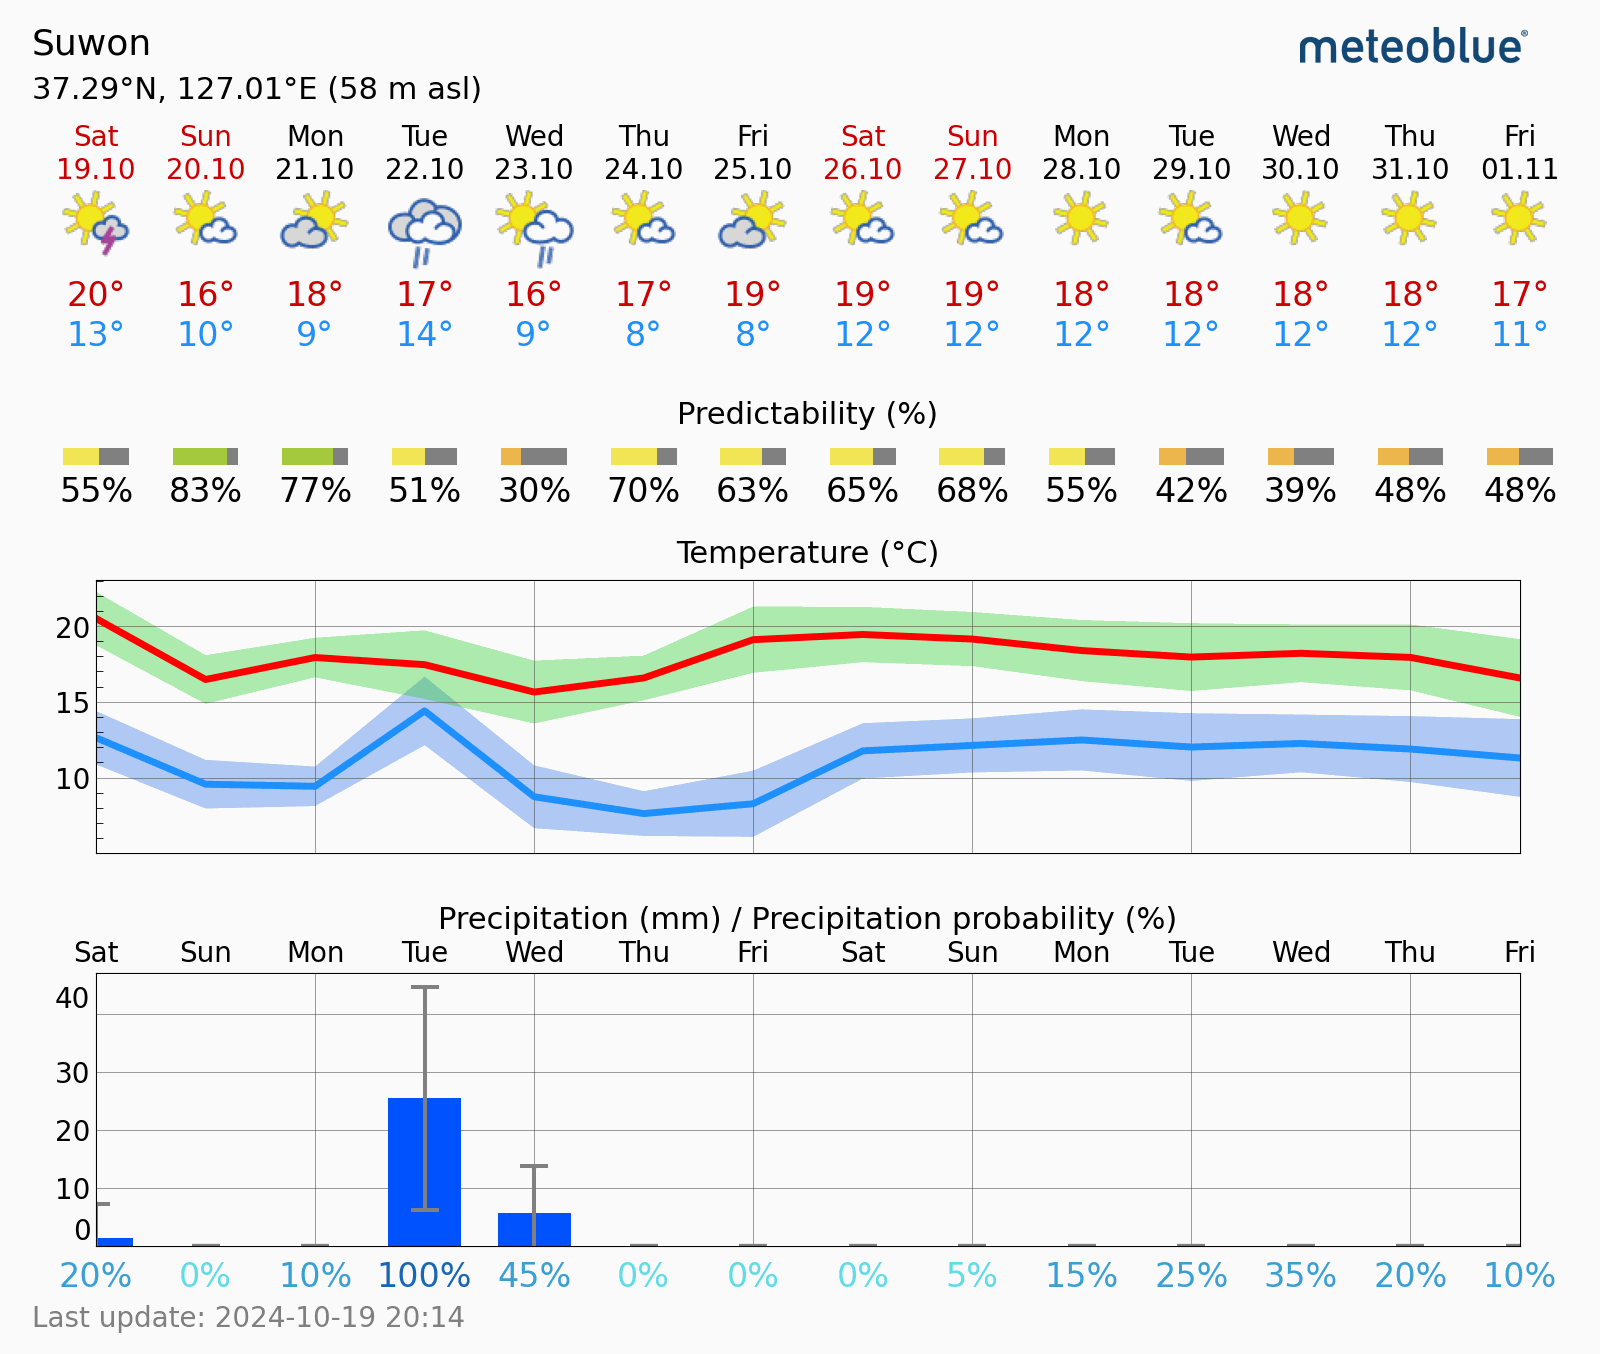 Suwon
meteoblue®
37.29°N, 127.01°E (58 m asl)
Sat Sun Mon Tue Wed Thu Fri Sat Sun Mon Tue Wed Thu Fri
19.10 20.10 21.10 22.10 23.10 24.10 25.10 26.10 27.10 28.10 29.10 30.10 31.10 01.11
20° 16° 18° 17° 16° 17° 19° 19° 19° 18° 18° 18° 18° 17°
13° 10° 9° 14° 9° 8° 8° 12° 12° 12° 12° 12° 12° 11°
Predictability (%)
55% 83% 77% 51% 30% 70% 63% 65% 68% 55% 42% 39% 48% 48%
Temperature (°C)
20
15
10
Precipitation (mm) / Precipitation probability (%)
Sat Sun Mon Tue Wed Thu Fri Sat Sun Mon Tue Wed Thu Fri
40
30
20
10
0
20% 0% 10% 100% 45% 0% 0% 0% 5% 15% 25% 35% 20% 10%
Last update: 2024-10-19 20:14